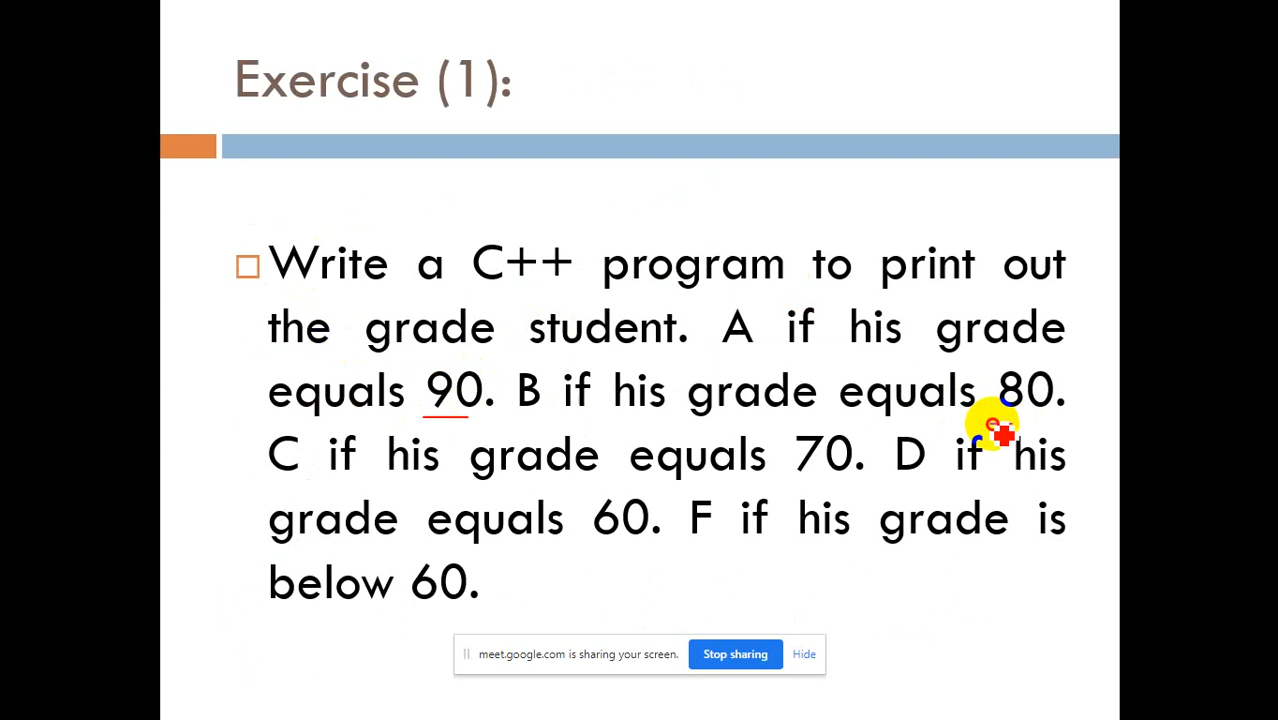 Exercise (1):
Write a C++ program to print out
the grade student. A if his grade
equals 90. B if his grade equals 80.
C if his grade equals 70. D if his
grade equals 60. F if his grade is
below 60.
meet.google.com is sharing your screen. Stop sharing Hide